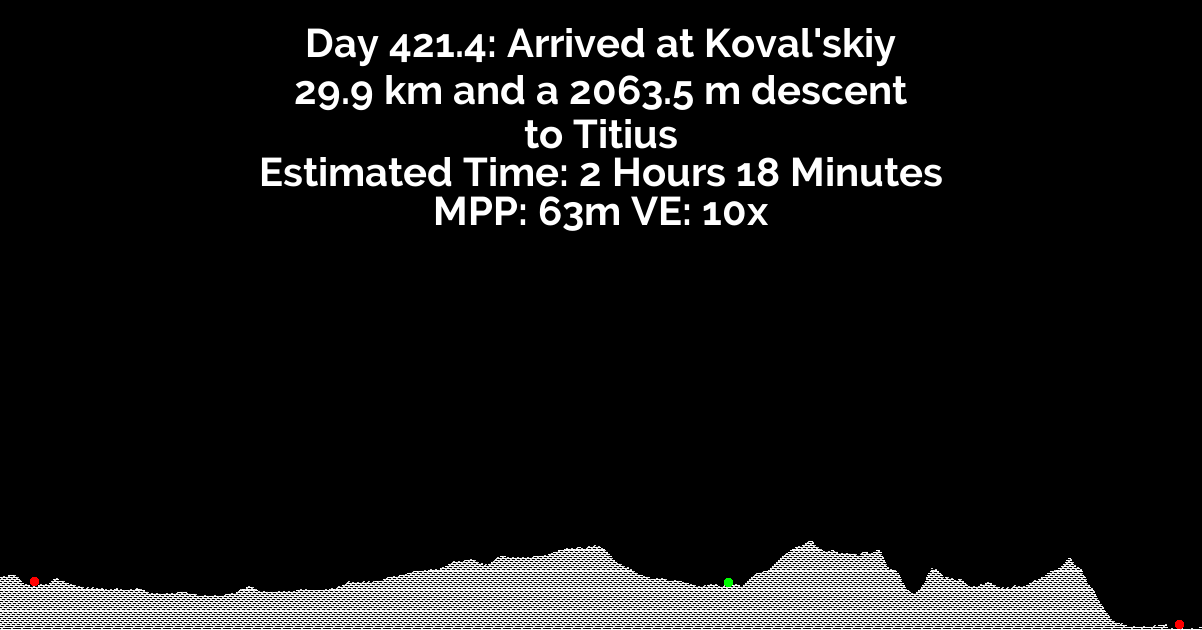 Day 421.4: Arrived at Koval'skiy
29.9 km and a 2063.5 m descent
to Titius
Estimated Time: 2 Hours 18 Minutes
MPP: 63m VE: 10x